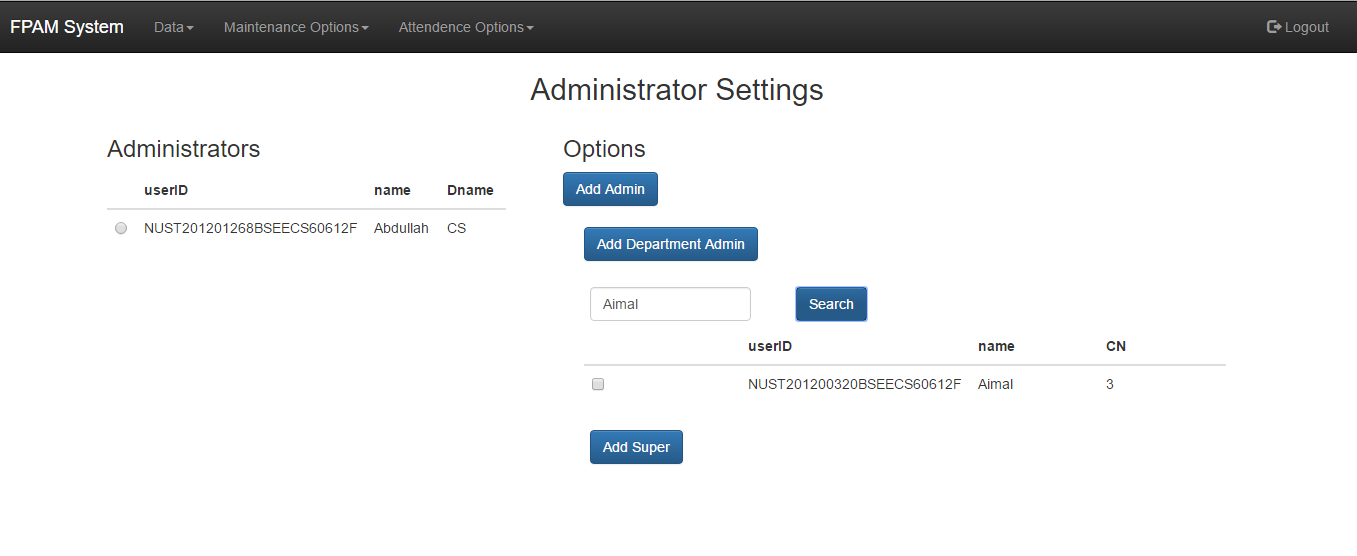 FPAM System Data Maintenance Options Attendence Options Logout
Administrator Settings
Administrators
userID name Dname
NUST201201268BSEECS60612F Abdullah CS
Options
Add Admin
Add Department Admin
Aimal Search
userID name CN
NUST201200320BSEECS60612F Aimal 3
Add Super